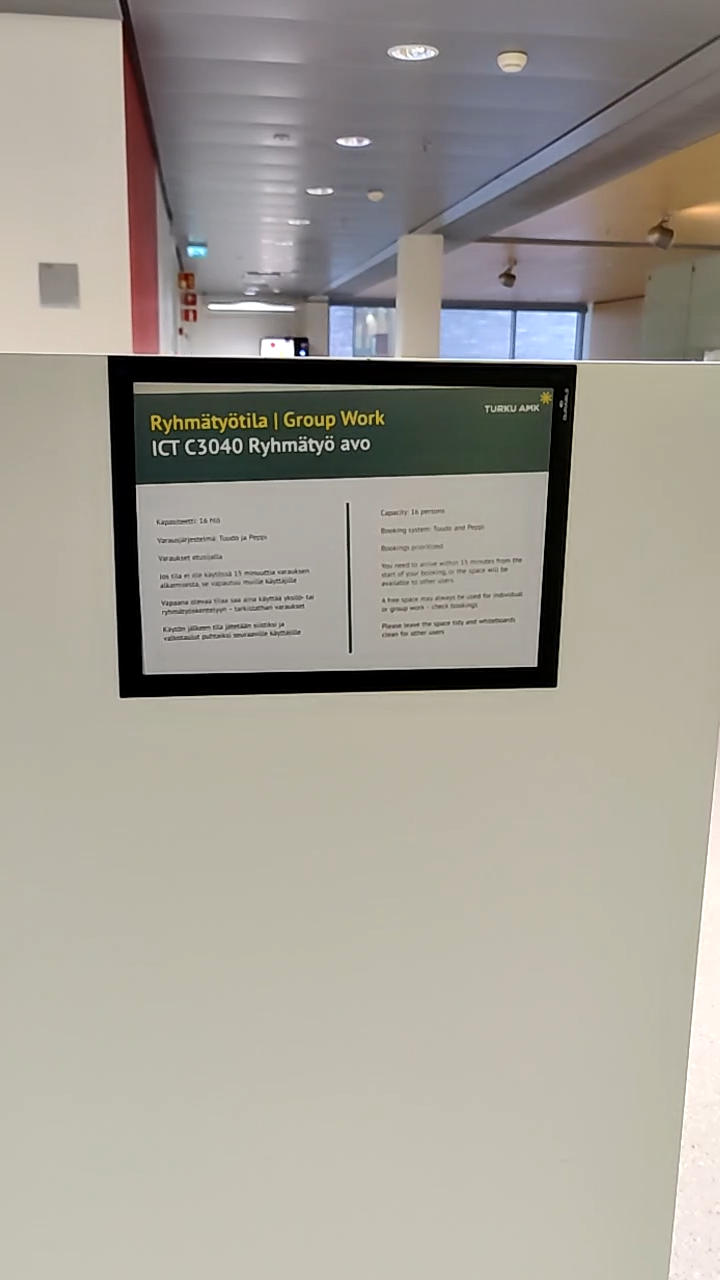 Ryhmätyötila | Group Work
ICT C3040 Ryhmätyö avo
TURKU AMK
Kapasiteetti: 16 hlö
Varausjärjestelmä: Tuudo ja Peppi
Varaukset etusijalla
Jos tila ei ole käytössä 15 minuuttia varauksen
alkamisesta, se vapautuu muille käyttäjille
Vapaana olevaa tilaa saa aina käyttää yksilö- tai
ryhmätyöskentelyyn – tarkistathan varaukset
Käytön jälkeen tila jätetään siistiksi ja
valkotaulut puhtaiksi seuraaville käyttäjille
Capacity: 16 persons
Booking system: Tuudo and Peppi
Bookings prioritized
You need to arrive within 15 minutes from the
start of your booking, or the space will be
available to other users
A free space may always be used for individual
or group work – check bookings
Please leave the space tidy and whiteboards
clean for other users
DURABLE